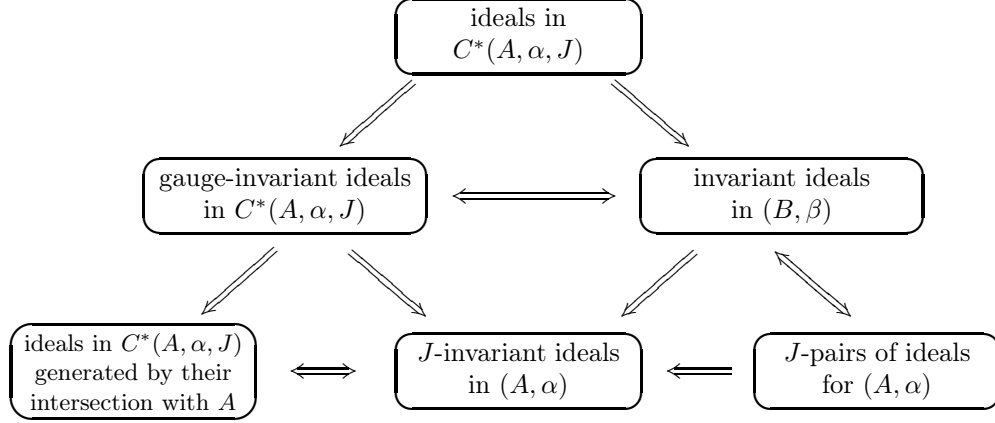 ideals in
C*(A, α, J)
gauge-invariant ideals
in C*(A, α, J)
invariant ideals
in (B, β)
ideals in C*(A, α, J)
generated by their
intersection with A
J-invariant ideals
in (A, α)
J-pairs of ideals
for (A, α)